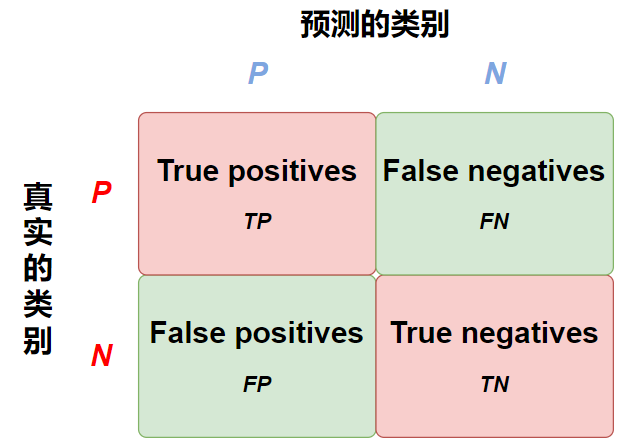 预测的类别
P N
真实的类别
P
True positives False negatives
TP FN
N
False positives True negatives
FP TN